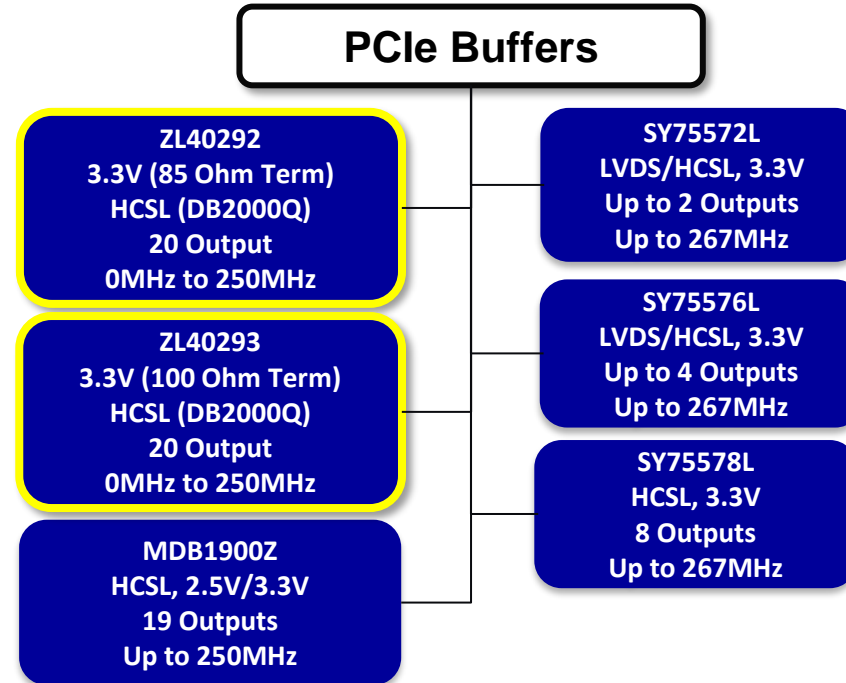 PCIe Buffers
ZL40292
3.3V (85 Ohm Term)
HCSL (DB2000Q)
20 Output
0MHz to 250MHz
ZL40293
3.3V (100 Ohm Term)
HCSL (DB2000Q)
20 Output
0MHz to 250MHz
MDB1900Z
HCSL, 2.5V/3.3V
19 Outputs
Up to 250MHz
SY75572L
LVDS/HCSL, 3.3V
Up to 2 Outputs
Up to 267MHz
SY75576L
LVDS/HCSL, 3.3V
Up to 4 Outputs
Up to 267MHz
SY75578L
HCSL, 3.3V
8 Outputs
Up to 267MHz